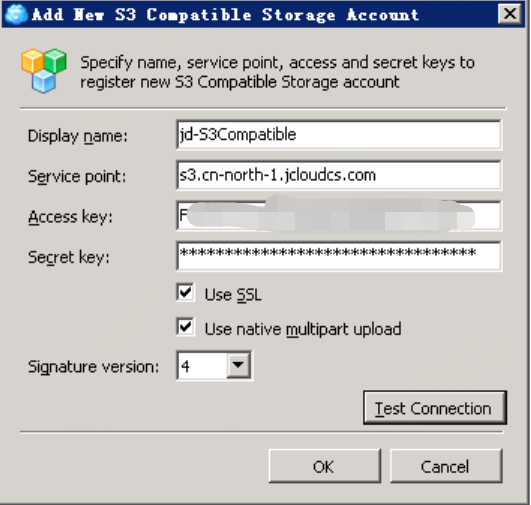 Add New S3 Compatible Storage Account
Specify name, service point, access and secret keys to
register new S3 Compatible Storage account
Display name: jd-S3Compatible
Service point: s3.cn-north-1.jcloudcs.com
Access key: F
Secret key: *********************************
Use SSL
Use native multipart upload
Signature version: 4
Test Connection
OK Cancel